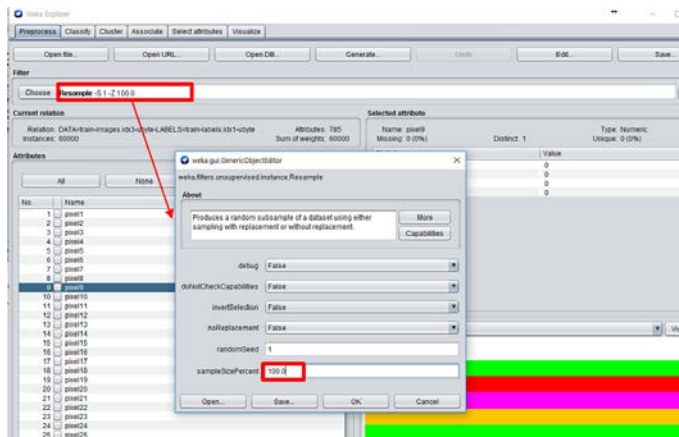 Weka Explorer
Preprocess Classify Cluster Associate Select attributes Visualize
Open file... Open URL... Open DB... Generate... Undo Edit... Save...
Filter
Choose Resample -S 1 -Z 100.0
Current relation
Relation: DATA=train-images.idx3-ubyte-LABELS=train-labels.idx1-ubyte Attributes: 785
Instances: 60000 Sum of weights: 60000
Selected attribute
Name: pixel9 Type: Numeric
Missing: 0 (0%) Distinct: 1 Unique: 0 (0%)
Value
0
0
0
0
Attributes
All None
No. Name
1 pixel1
2 pixel2
3 pixel3
4 pixel4
5 pixel5
6 pixel6
7 pixel7
8 pixel8
9 pixel9
10 pixel10
11 pixel11
12 pixel12
13 pixel13
14 pixel14
15 pixel15
16 pixel16
17 pixel17
18 pixel18
19 pixel19
20 pixel20
21 pixel21
22 pixel22
23 pixel23
24 pixel24
25 pixel25
weka.gui.GenericObjectEditor
weka.filters.unsupervised.instance.Resample
About
Produces a random subsample of a dataset using either
sampling with replacement or without replacement.
More
Capabilities
debug False
doNotCheckCapabilities False
invertSelection False
noReplacement False
randomSeed 1
sampleSizePercent 100.0
Open... Save... OK Cancel